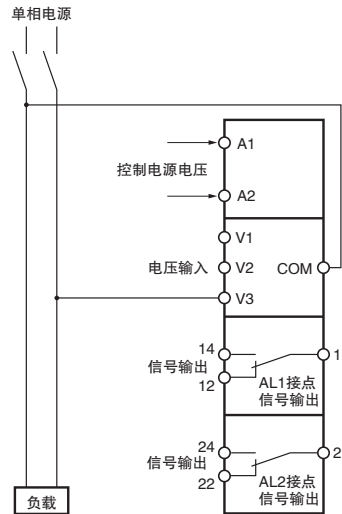 单相电源
A1
控制电源电压
A2
V1
电压输入 V2 COM
V3
14 1
信号输出
12 AL1接点
信号输出
24 2
信号输出
22 AL2接点
信号输出
负载